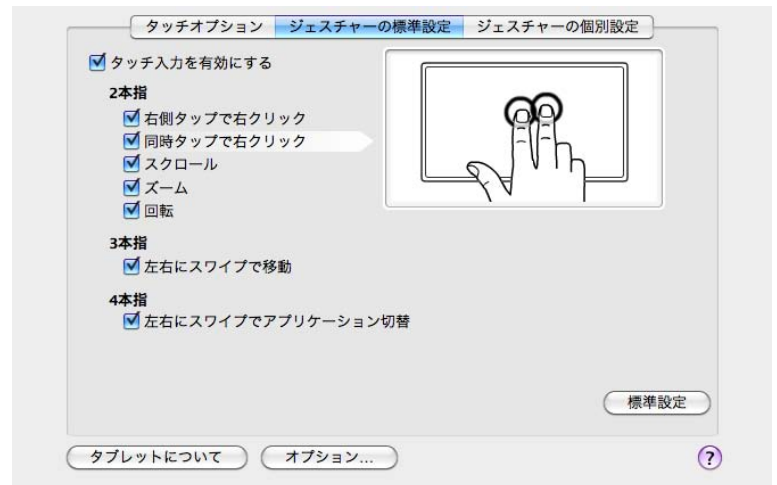 タッチオプション ジェスチャーの標準設定 ジェスチャーの個別設定
タッチ入力を有効にする
2本指
右側タップで右クリック
同時タップで右クリック
スクロール
ズーム
回転
3本指
左右にスワイプで移動
4本指
左右にスワイプでアプリケーション切替
標準設定
タブレットについて オプション... ?